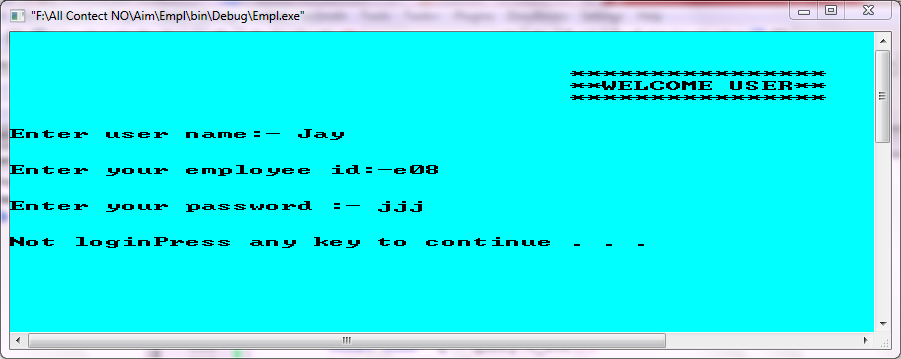 "F:\All Contect NO\Aim\Empl\bin\Debug\Empl.exe"
****************
**WELCOME USER**
****************
Enter user name:- Jay
Enter your employee id:-e08
Enter your password :- jjj
Not loginPress any key to continue . . .